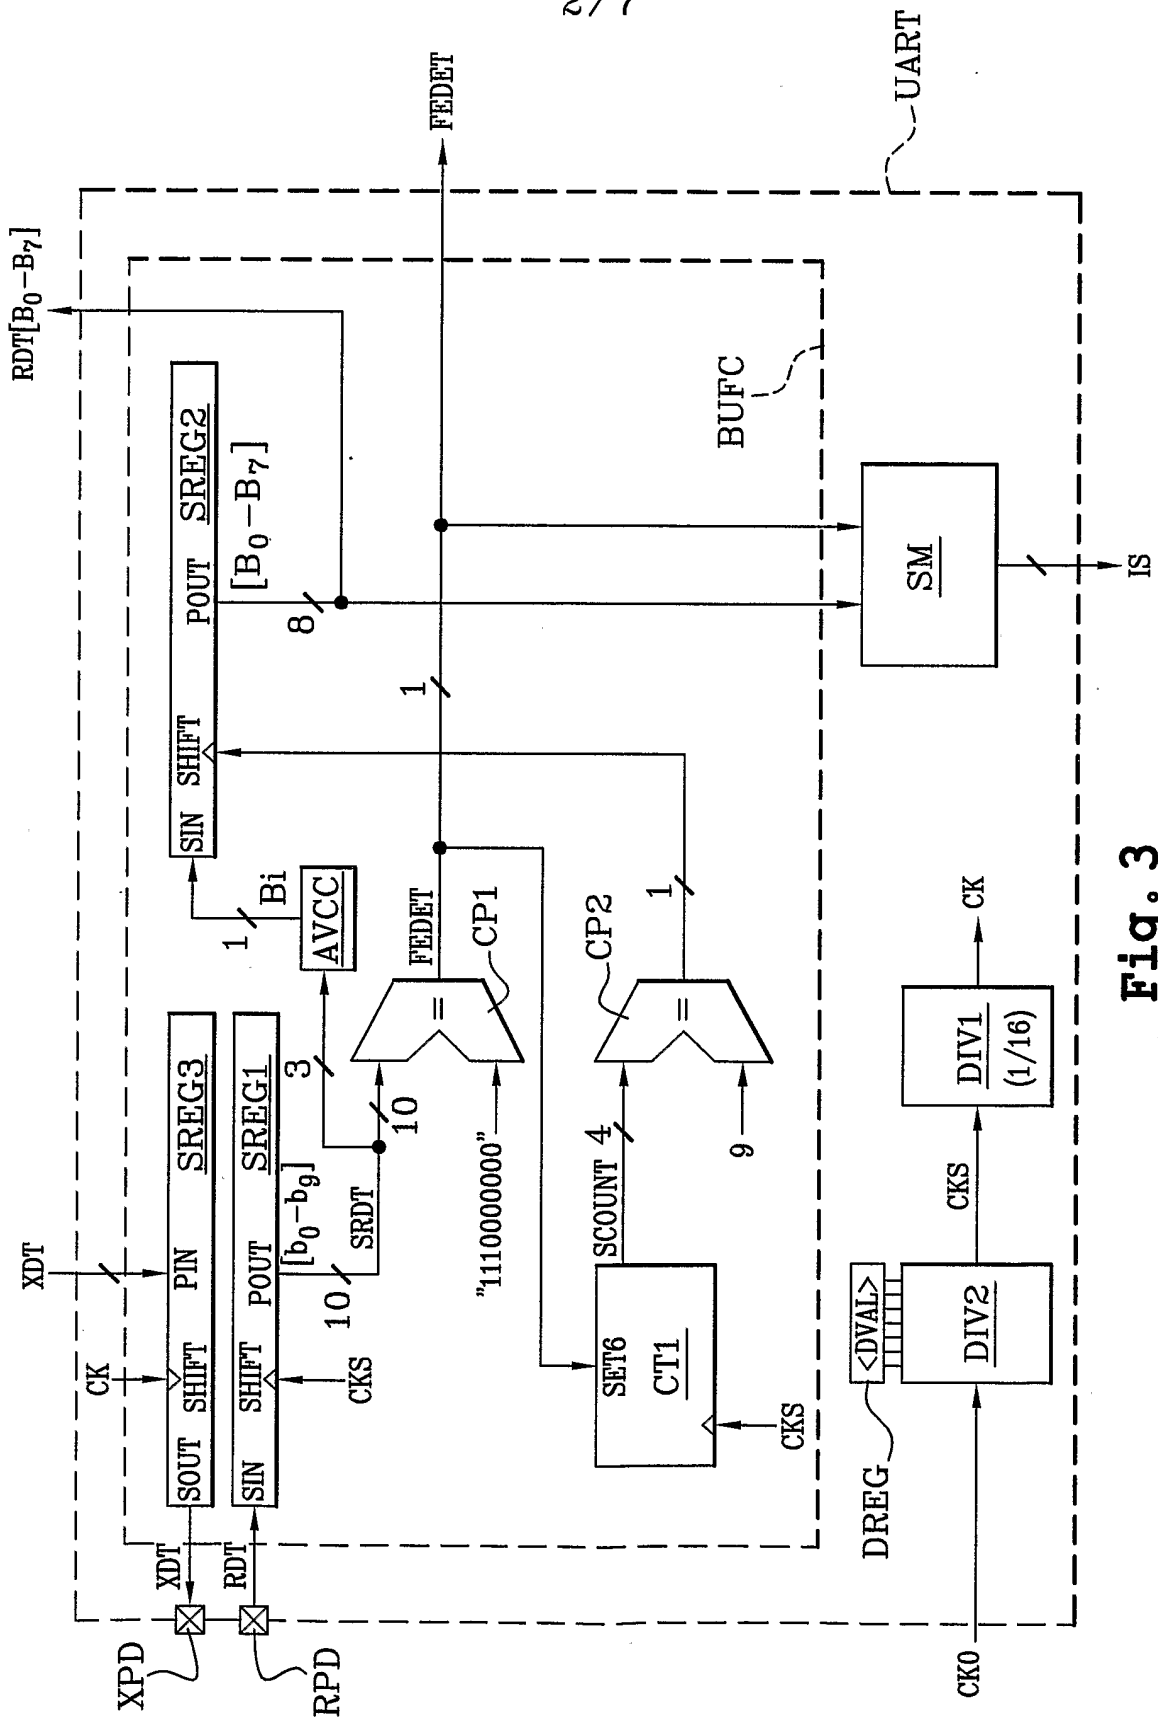 2/7
XPD
RPD
XDT
RDT
SOUT SHIFT PIN SREG3
CK
XDT
SIN SHIFT POUT SREG1
CKS
[b0-b9]
10
SRDT
3
10
"1110000000"
AVCC
1
Bi
SIN SHIFT POUT SREG2
[B0-B7]
8
RDT[B0-B7]
=
CP1
FEDET
1
FEDET
SET6
CT1
CKS
SCOUNT 4
9
=
CP2
1
BUFC
UART
SM
IS
CK0
DREG
<DVAL>
DIV2
CKS
DIV1
(1/16)
CK
Fig. 3